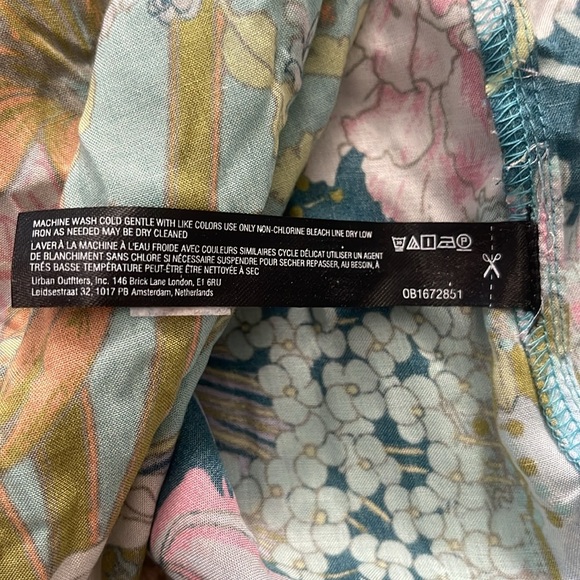 MACHINE WASH COLD GENTLE WITH LIKE COLORS USE ONLY NON-CHLORINE BLEACH LINE DRY LOW
IRON AS NEEDED MAY BE DRY CLEANED
LAVER À LA MACHINE À L'EAU FROIDE AVEC COULEURS SIMILAIRES CYCLE DÉLICAT UTILISER UN AGENT
DE BLANCHIMENT SANS CHLORE SI NÉCESSAIRE SUSPENDRE POUR SECHER REPASSER, AU BESOIN, À
TRÈS BASSE TEMPÉRATURE PEUT-ÊTRE ÊTRE NETTOYÉE À SEC
Urban Outfitters, Inc. 146 Brick Lane London, E1 6RU
Leidsestraat 32, 1017 PB Amsterdam, Netherlands
OB1672851